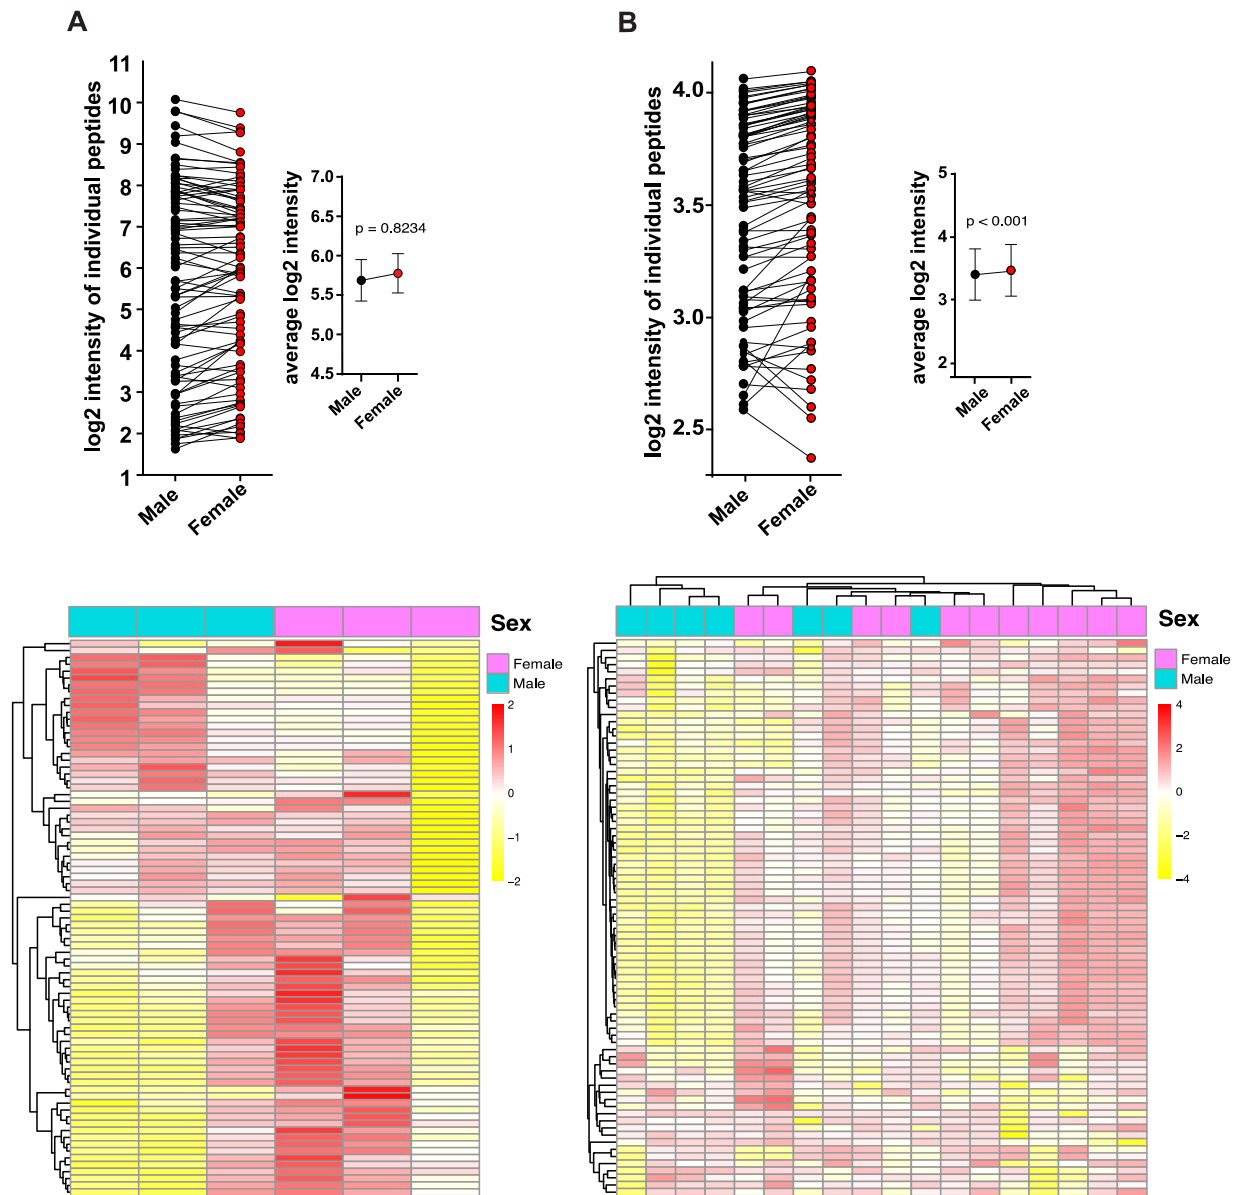 A
log2 intensity of individual peptides
11
10
9
8
7
6
5
4
3
2
1
Male
Female
average log2 intensity
7.0
6.5
6.0
5.5
5.0
4.5
p = 0.8234
Male
Female
B
log2 intensity of individual peptides
4.0
3.5
3.0
2.5
Male
Female
average log2 intensity
5
4
3
2
p < 0.001
Male
Female
Sex
Female
Male
2
1
0
−1
−2
Sex
Female
Male
4
2
0
−2
−4